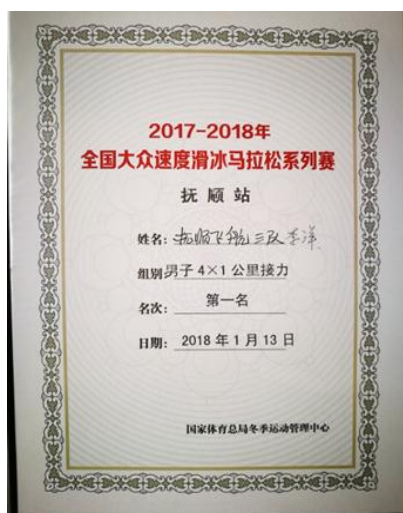 2017-2018年
全国大众速度滑冰马拉松系列赛
抚顺站
姓名：抚顺飞航三队 李洋
组别：男子 4×1 公里接力
名次：第一名
日期：2018 年 1 月 13 日
国家体育总局冬季运动管理中心